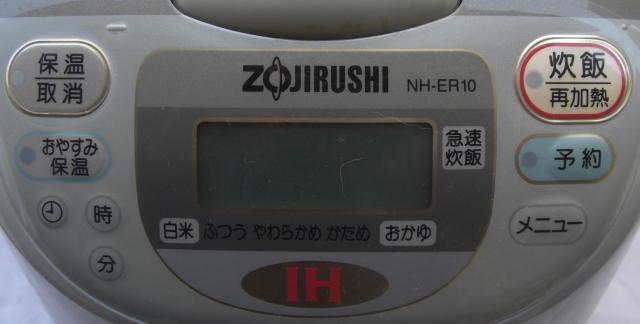 保温
取消
おやすみ
保温
時
分
ZOJIRUSHI NH-ER10
急速
炊飯
白米 ふつう やわらかめ かため おかゆ
IH
炊飯
再加熱
予約
メニュー